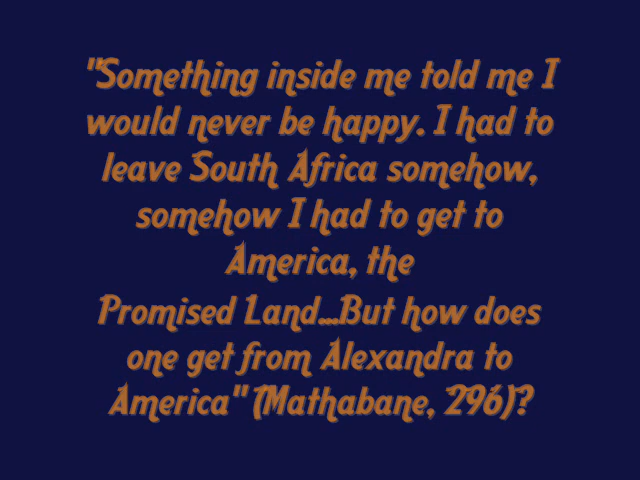 "Something inside me told me I
would never be happy. I had to
leave South Africa somehow,
somehow I had to get to
America, the
Promised Land...But how does
one get from Alexandra to
America" (Mathabane, 296)?